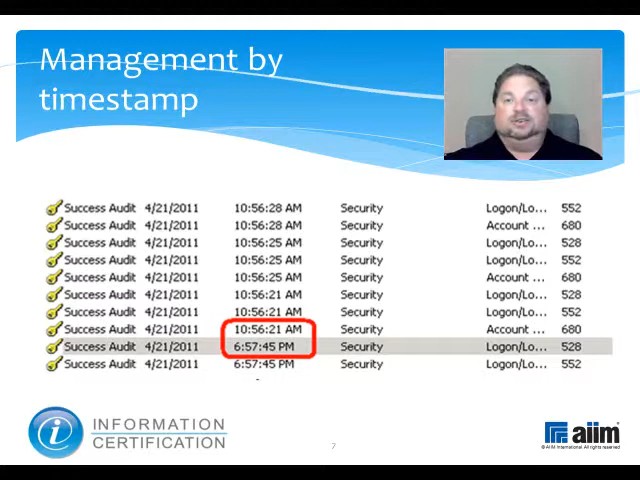 Management by
timestamp
Success Audit 4/21/2011 10:56:28 AM Security Logon/Lo... 552
Success Audit 4/21/2011 10:56:28 AM Security Account ... 680
Success Audit 4/21/2011 10:56:25 AM Security Logon/Lo... 528
Success Audit 4/21/2011 10:56:25 AM Security Logon/Lo... 552
Success Audit 4/21/2011 10:56:25 AM Security Account ... 680
Success Audit 4/21/2011 10:56:21 AM Security Logon/Lo... 528
Success Audit 4/21/2011 10:56:21 AM Security Logon/Lo... 552
Success Audit 4/21/2011 10:56:21 AM Security Account ... 680
Success Audit 4/21/2011 6:57:45 PM Security Logon/Lo... 528
Success Audit 4/21/2011 6:57:45 PM Security Logon/Lo... 552
i INFORMATION
CERTIFICATION
7
aiim
© AIIM International. All rights reserved